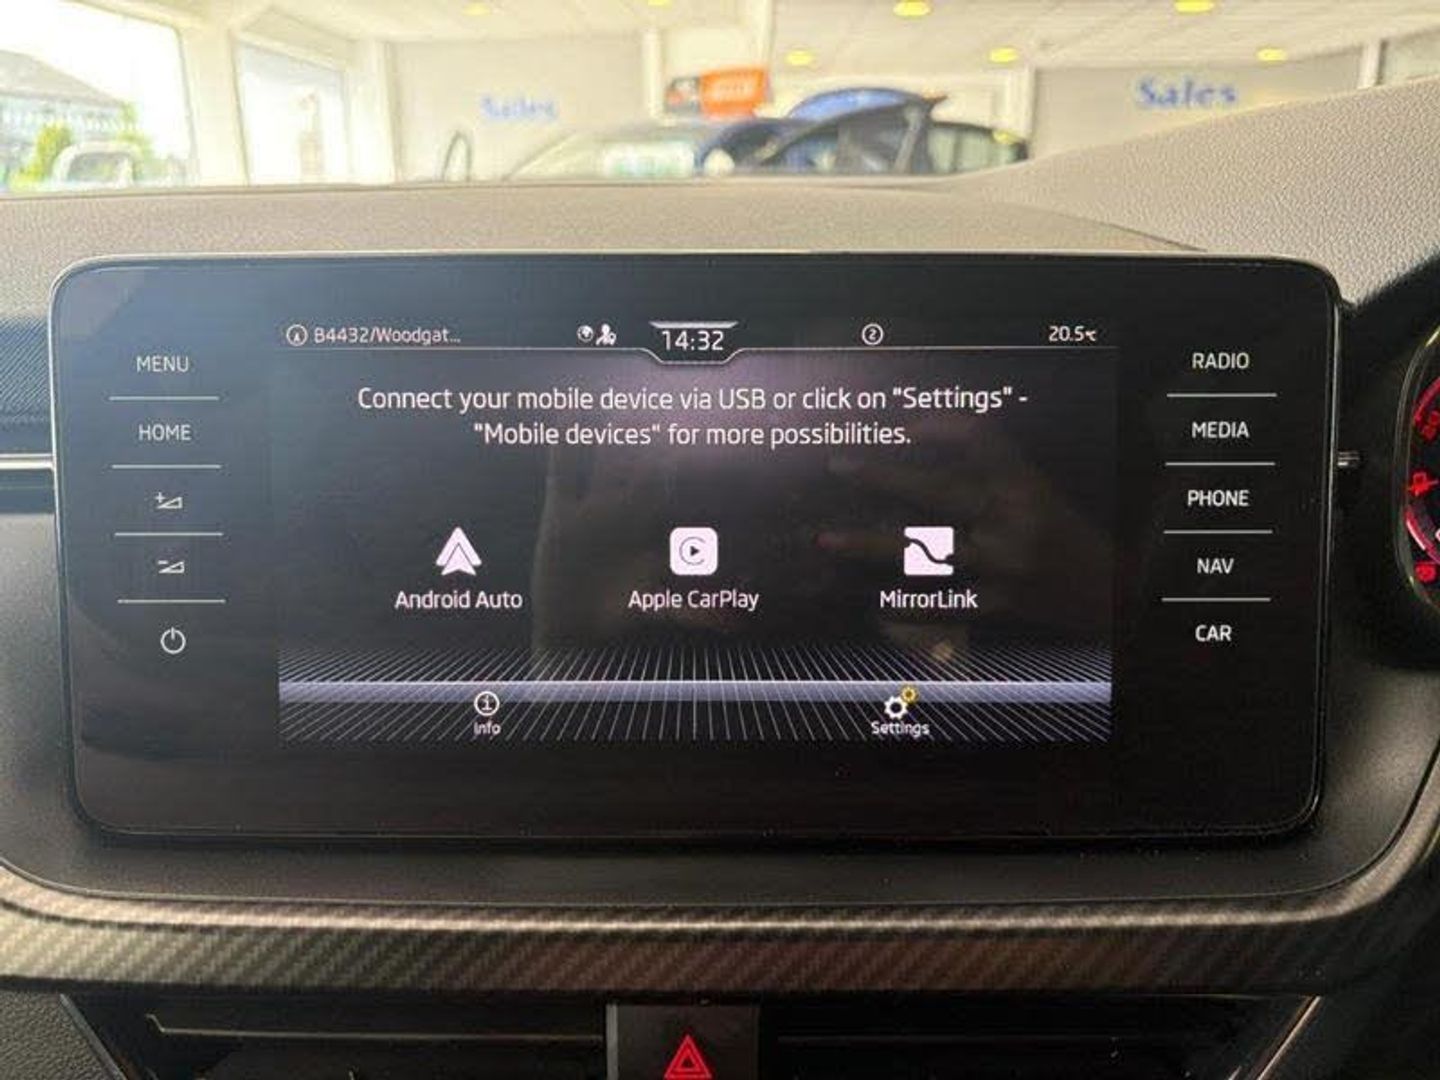 Sales
Sales
B4432/Woodgat...
14:32
2
20.5°C
MENU
HOME
RADIO
MEDIA
PHONE
NAV
CAR
Connect your mobile device via USB or click on "Settings" -
"Mobile devices" for more possibilities.
Android Auto
Apple CarPlay
MirrorLink
Info
Settings